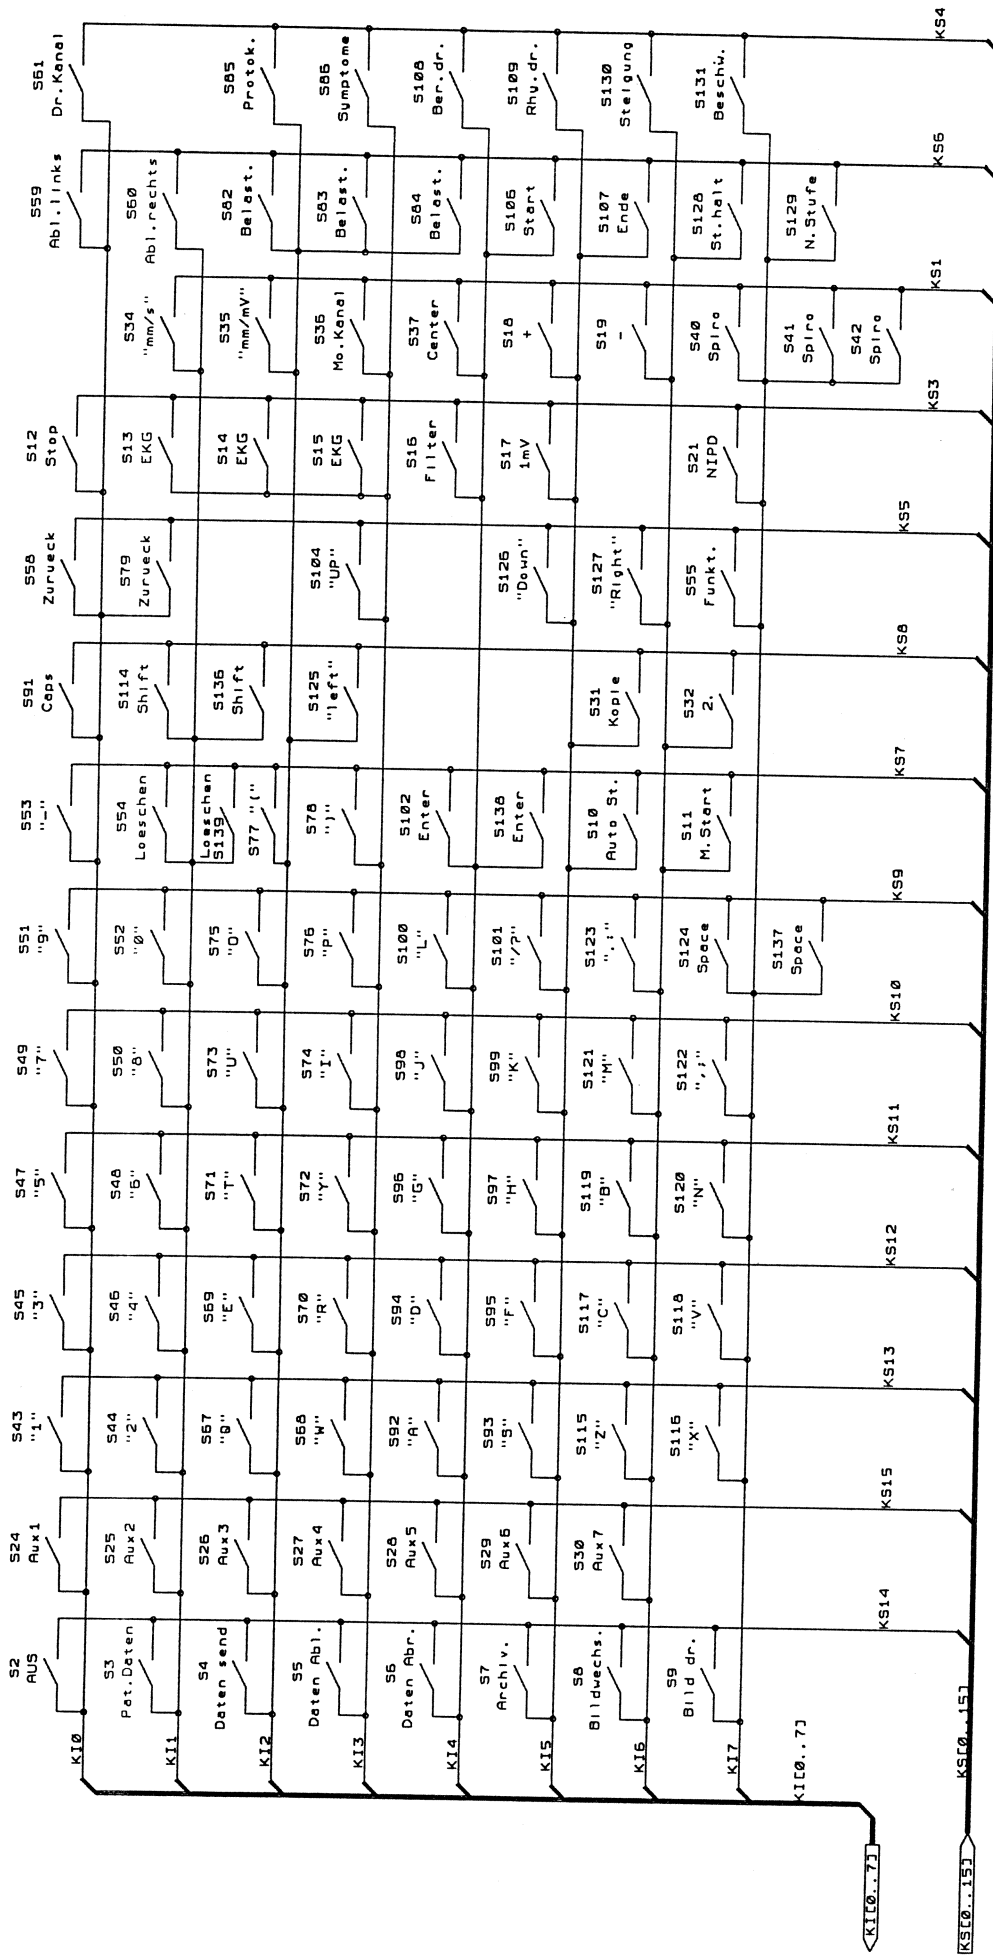 S2
AUS
S24
Aux1
S43
"1"
S45
"3"
S47
"5"
S49
"7"
S51
"9"
S53
"_"
S91
Caps
S58
Zurueck
S12
Stop
S59
Abl.links
S61
Dr.Kanal
KI0
S3
Pat.Daten
S25
Aux2
S44
"2"
S46
"4"
S48
"6"
S50
"8"
S52
"0"
S54
Loeschen
Loeschen
S139
S114
Shift
S79
Zurueck
S13
EKG
S34
"mm/s"
S60
Abl.rechts
KI1
S4
Daten send
S26
Aux3
S67
"Q"
S69
"E"
S71
"T"
S73
"U"
S75
"O"
S77 "("
S136
Shift
S14
EKG
S35
"mm/mV"
S82
Belast.
S85
Protok.
KI2
S5
Daten Abl.
S27
Aux4
S68
"W"
S70
"R"
S72
"Y"
S74
"I"
S76
"P"
S78
")"
S125
"left"
S104
"UP"
S15
EKG
S36
Mo.Kanal
S83
Belast.
S86
Symptome
KI3
S6
Daten Abr.
S28
Aux5
S92
"A"
S94
"D"
S96
"G"
S98
"J"
S100
"L"
S102
Enter
S16
Filter
S37
Center
S84
Belast.
S108
Ber.dr.
KI4
S7
Archiv.
S29
Aux6
S93
"S"
S95
"F"
S97
"H"
S99
"K"
S101
"/?"
S138
Enter
S126
"Down"
S17
1mV
S18
+
S106
Start
S109
Rhy.dr.
KI5
S8
Bildwechs.
S30
Aux7
S115
"Z"
S117
"C"
S119
"B"
S121
"M"
S123
".:"
S10
Auto St.
S31
Kopie
S127
"Right"
S19
-
S107
Ende
S130
Steigung
KI6
S9
Bild dr.
S116
"X"
S118
"V"
S120
"N"
S122
",;"
S124
Space
S11
M.Start
S32
2.
S55
Funkt.
S21
NIPD
S40
Spiro
S128
St.halt
S131
Beschw.
KI7
S137
Space
S41
Spiro
S42
Spiro
S129
N.Stufe
KI[0..7]
KS14
KS15
KS13
KS12
KS11
KS10
KS9
KS7
KS8
KS5
KS3
KS1
KS6
KS4
KI[0..7]
KS[0..15]
KS[0..15]